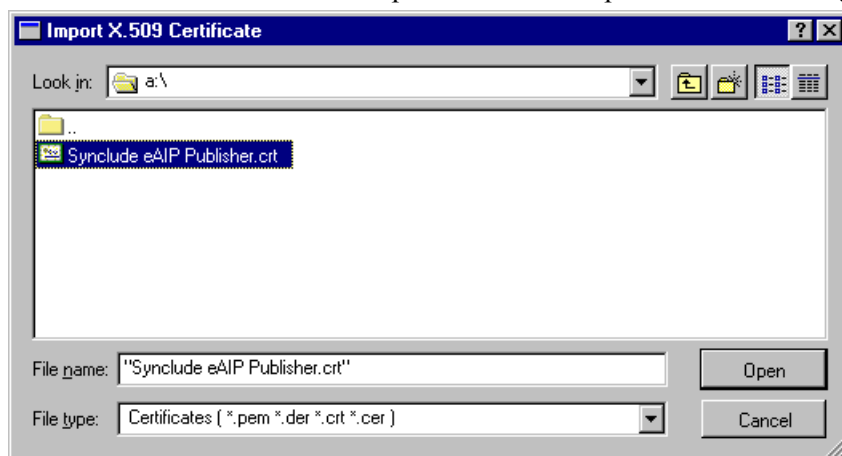 Import X.509 Certificate
Look in: a:\
..
Synclude eAIP Publisher.crt
File name: "Synclude eAIP Publisher.crt" Open
File type: Certificates ( *.pem *.der *.crt *.cer ) Cancel